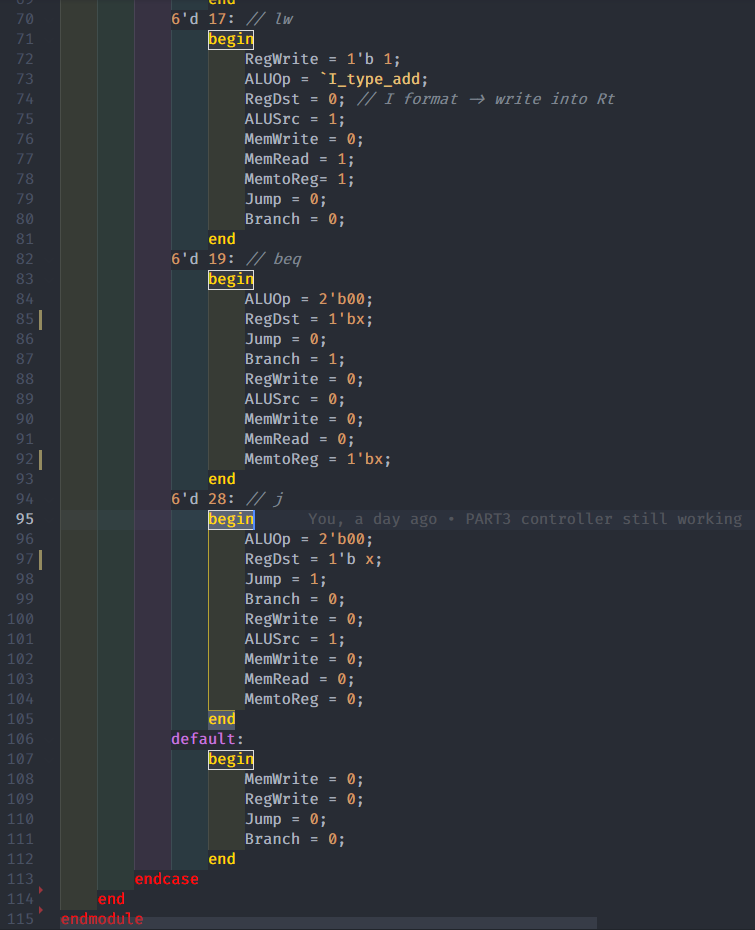 69 end
70 6'd 17: // lw
71 begin
72 RegWrite = 1'b 1;
73 ALUOp = `I_type_add;
74 RegDst = 0; // I format -> write into Rt
75 ALUSrc = 1;
76 MemWrite = 0;
77 MemRead = 1;
78 MemtoReg= 1;
79 Jump = 0;
80 Branch = 0;
81 end
82 6'd 19: // beq
83 begin
84 ALUOp = 2'b00;
85 RegDst = 1'bx;
86 Jump = 0;
87 Branch = 1;
88 RegWrite = 0;
89 ALUSrc = 0;
90 MemWrite = 0;
91 MemRead = 0;
92 MemtoReg = 1'bx;
93 end
94 6'd 28: // j
95 begin You, a day ago • PART3 controller still working
96 ALUOp = 2'b00;
97 RegDst = 1'b x;
98 Jump = 1;
99 Branch = 0;
100 RegWrite = 0;
101 ALUSrc = 1;
102 MemWrite = 0;
103 MemRead = 0;
104 MemtoReg = 0;
105 end
106 default:
107 begin
108 MemWrite = 0;
109 RegWrite = 0;
110 Jump = 0;
111 Branch = 0;
112 end
113 endcase
114 end
115 endmodule